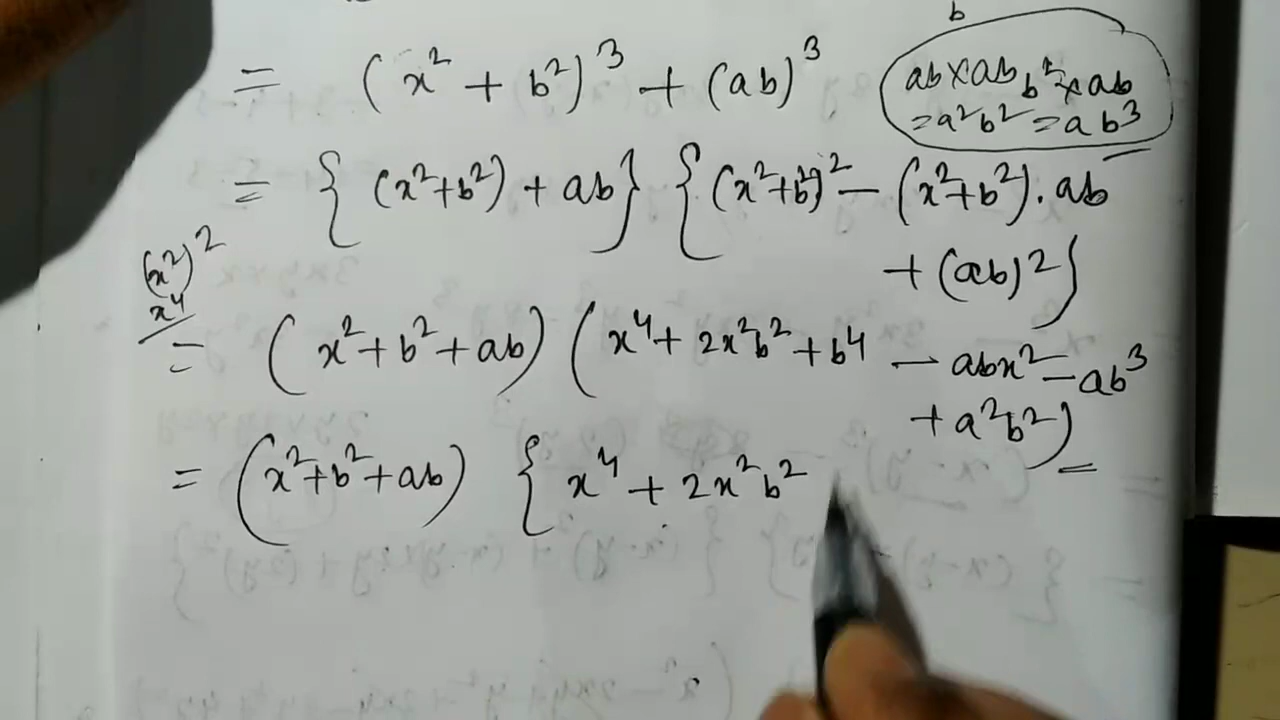 = (x² + b²)³ + (ab)³
b
ab×ab b²×ab
=a²b² =ab³
= {(x²+b²) + ab} {(x²+b²)² − (x²+b²).ab
+ (ab)²}
(x²)²
x⁴
= (x²+b²+ab) (x⁴+ 2x²b²+b⁴ − abx² − ab³
+ a²b²)
= (x²+b²+ab) {x⁴ + 2x²b²